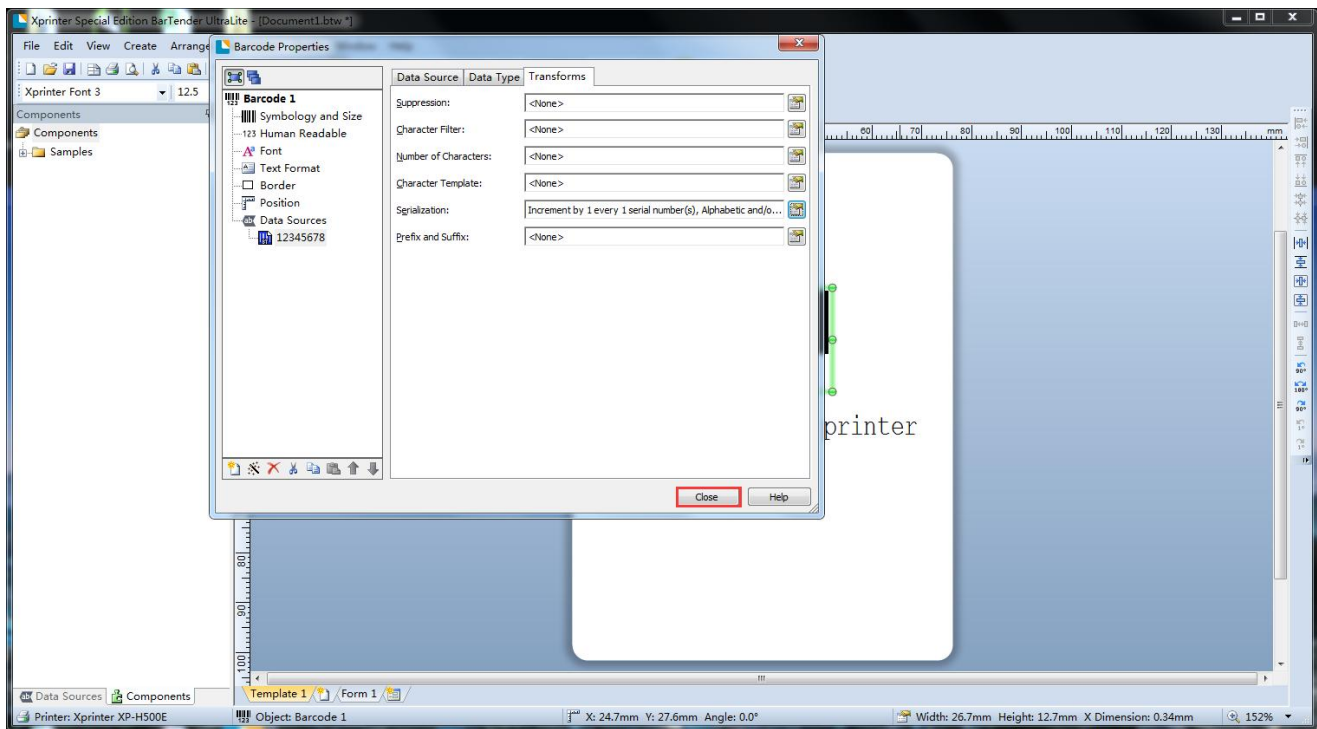 Xprinter Special Edition BarTender UltraLite - [Document1.btw *]
File Edit View Create Arrange Help
Barcode Properties
Xprinter Font 3 12.5
Components
Components
Samples
Barcode 1
Symbology and Size
123 Human Readable
Font
Text Format
Border
Position
Data Sources
12345678
Data Source Data Type Transforms
Suppression: <None>
Character Filter: <None>
Number of Characters: <None>
Character Template: <None>
Serialization: Increment by 1 every 1 serial number(s), Alphabetic and/o...
Prefix and Suffix: <None>
Close Help
60 70 80 90 100 110 120 130 mm
printer
80
90
100
90°
180°
90°
1°
1°
Data Sources Components
Template 1 Form 1
Printer: Xprinter XP-H500E Object: Barcode 1 X: 24.7mm Y: 27.6mm Angle: 0.0° Width: 26.7mm Height: 12.7mm X Dimension: 0.34mm 152%